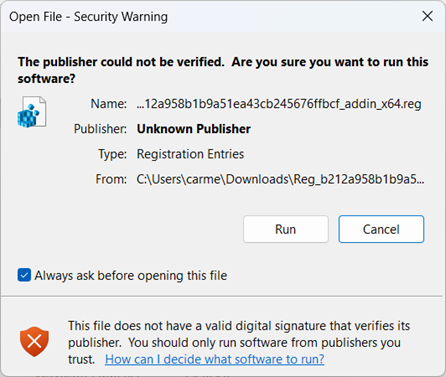 Open File - Security Warning
The publisher could not be verified.  Are you sure you want to run this
software?
Name: ...12a958b1b9a51ea43cb245676ffbcf_addin_x64.reg
Publisher: Unknown Publisher
Type: Registration Entries
From: C:\Users\carme\Downloads\Reg_b212a958b1b9a5...
Run Cancel
Always ask before opening this file
This file does not have a valid digital signature that verifies its
publisher.  You should only run software from publishers you
trust.  How can I decide what software to run?